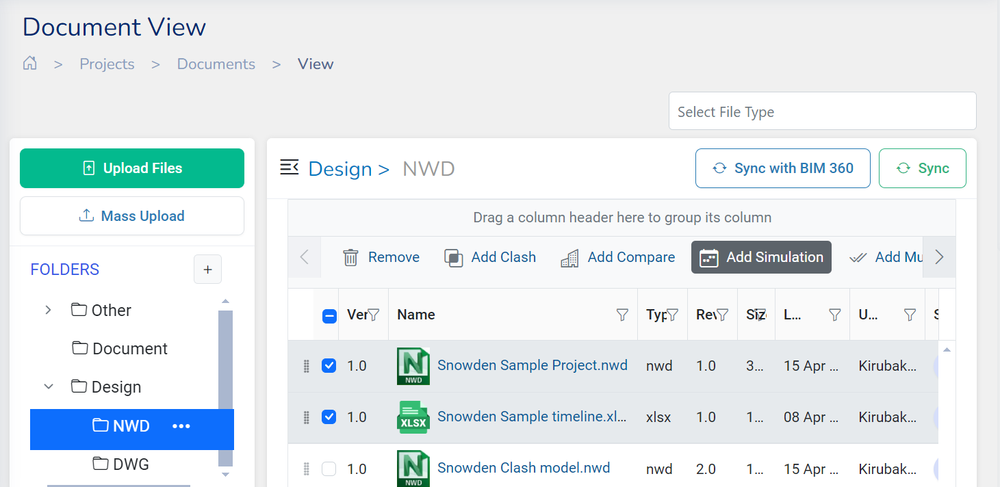 Document View
> Projects > Documents > View
Select File Type
Upload Files
Mass Upload
FOLDERS
+
Other
Document
Design
NWD
DWG
Design > NWD
Sync with BIM 360
Sync
Drag a column header here to group its column
Remove Add Clash Add Compare Add Simulation Add Mu
Ver Name Typ Rev Siz L... U... S
1.0 NWD Snowden Sample Project.nwd nwd 1.0 3... 15 Apr ... Kirubak...
1.0 XLSX Snowden Sample timeline.xl... xlsx 1.0 1... 08 Apr ... Kirubak...
1.0 NWD Snowden Clash model.nwd nwd 2.0 1... 15 Apr ... Kirubak...